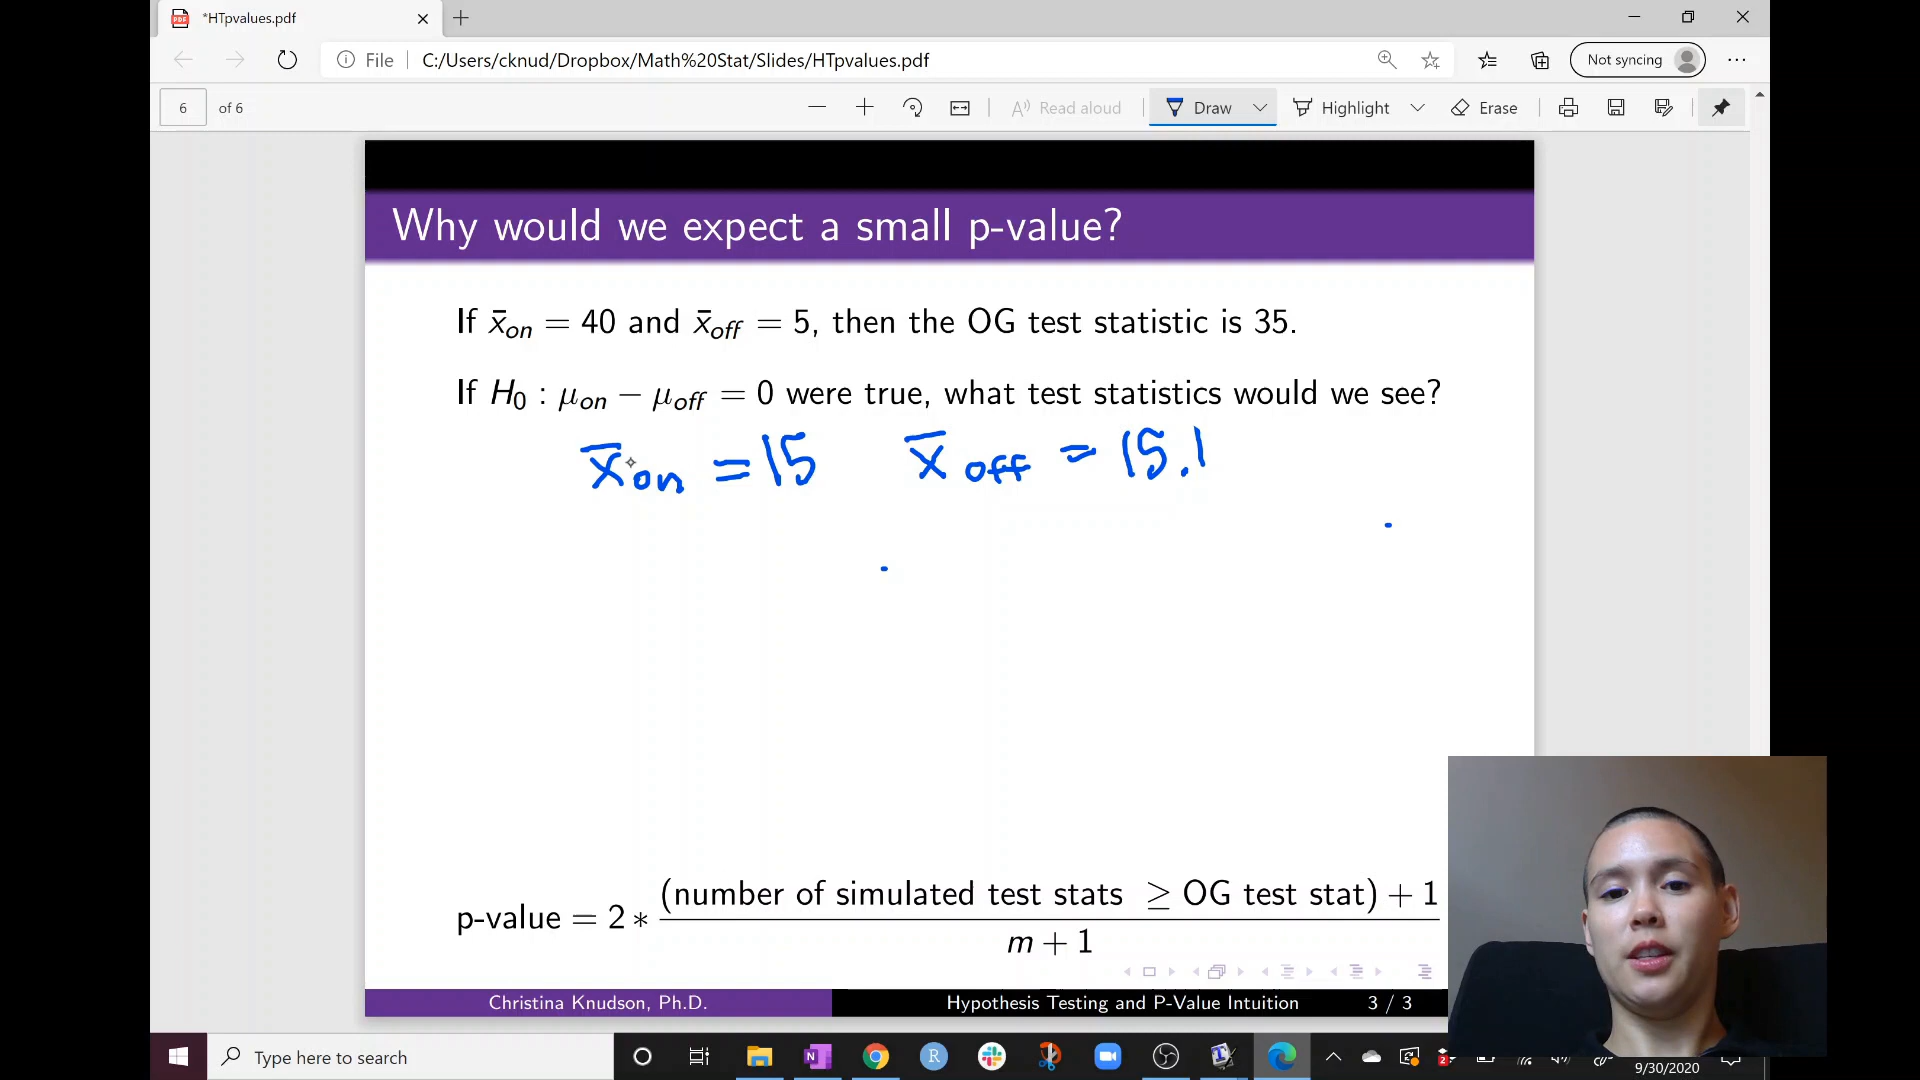 *HTpvalues.pdf
File C:/Users/cknud/Dropbox/Math%20Stat/Slides/HTpvalues.pdf Not syncing
6 of 6 Read aloud Draw Highlight Erase
Why would we expect a small p-value?
If x̄on = 40 and x̄off = 5, then the OG test statistic is 35.
If H0 : μon − μoff = 0 were true, what test statistics would we see?
x̄on = 15 x̄off = 15.1
p-value = 2 * (number of simulated test stats ≥ OG test stat) + 1
m + 1
Christina Knudson, Ph.D. Hypothesis Testing and P-Value Intuition 3 / 3
Type here to search
9/30/2020